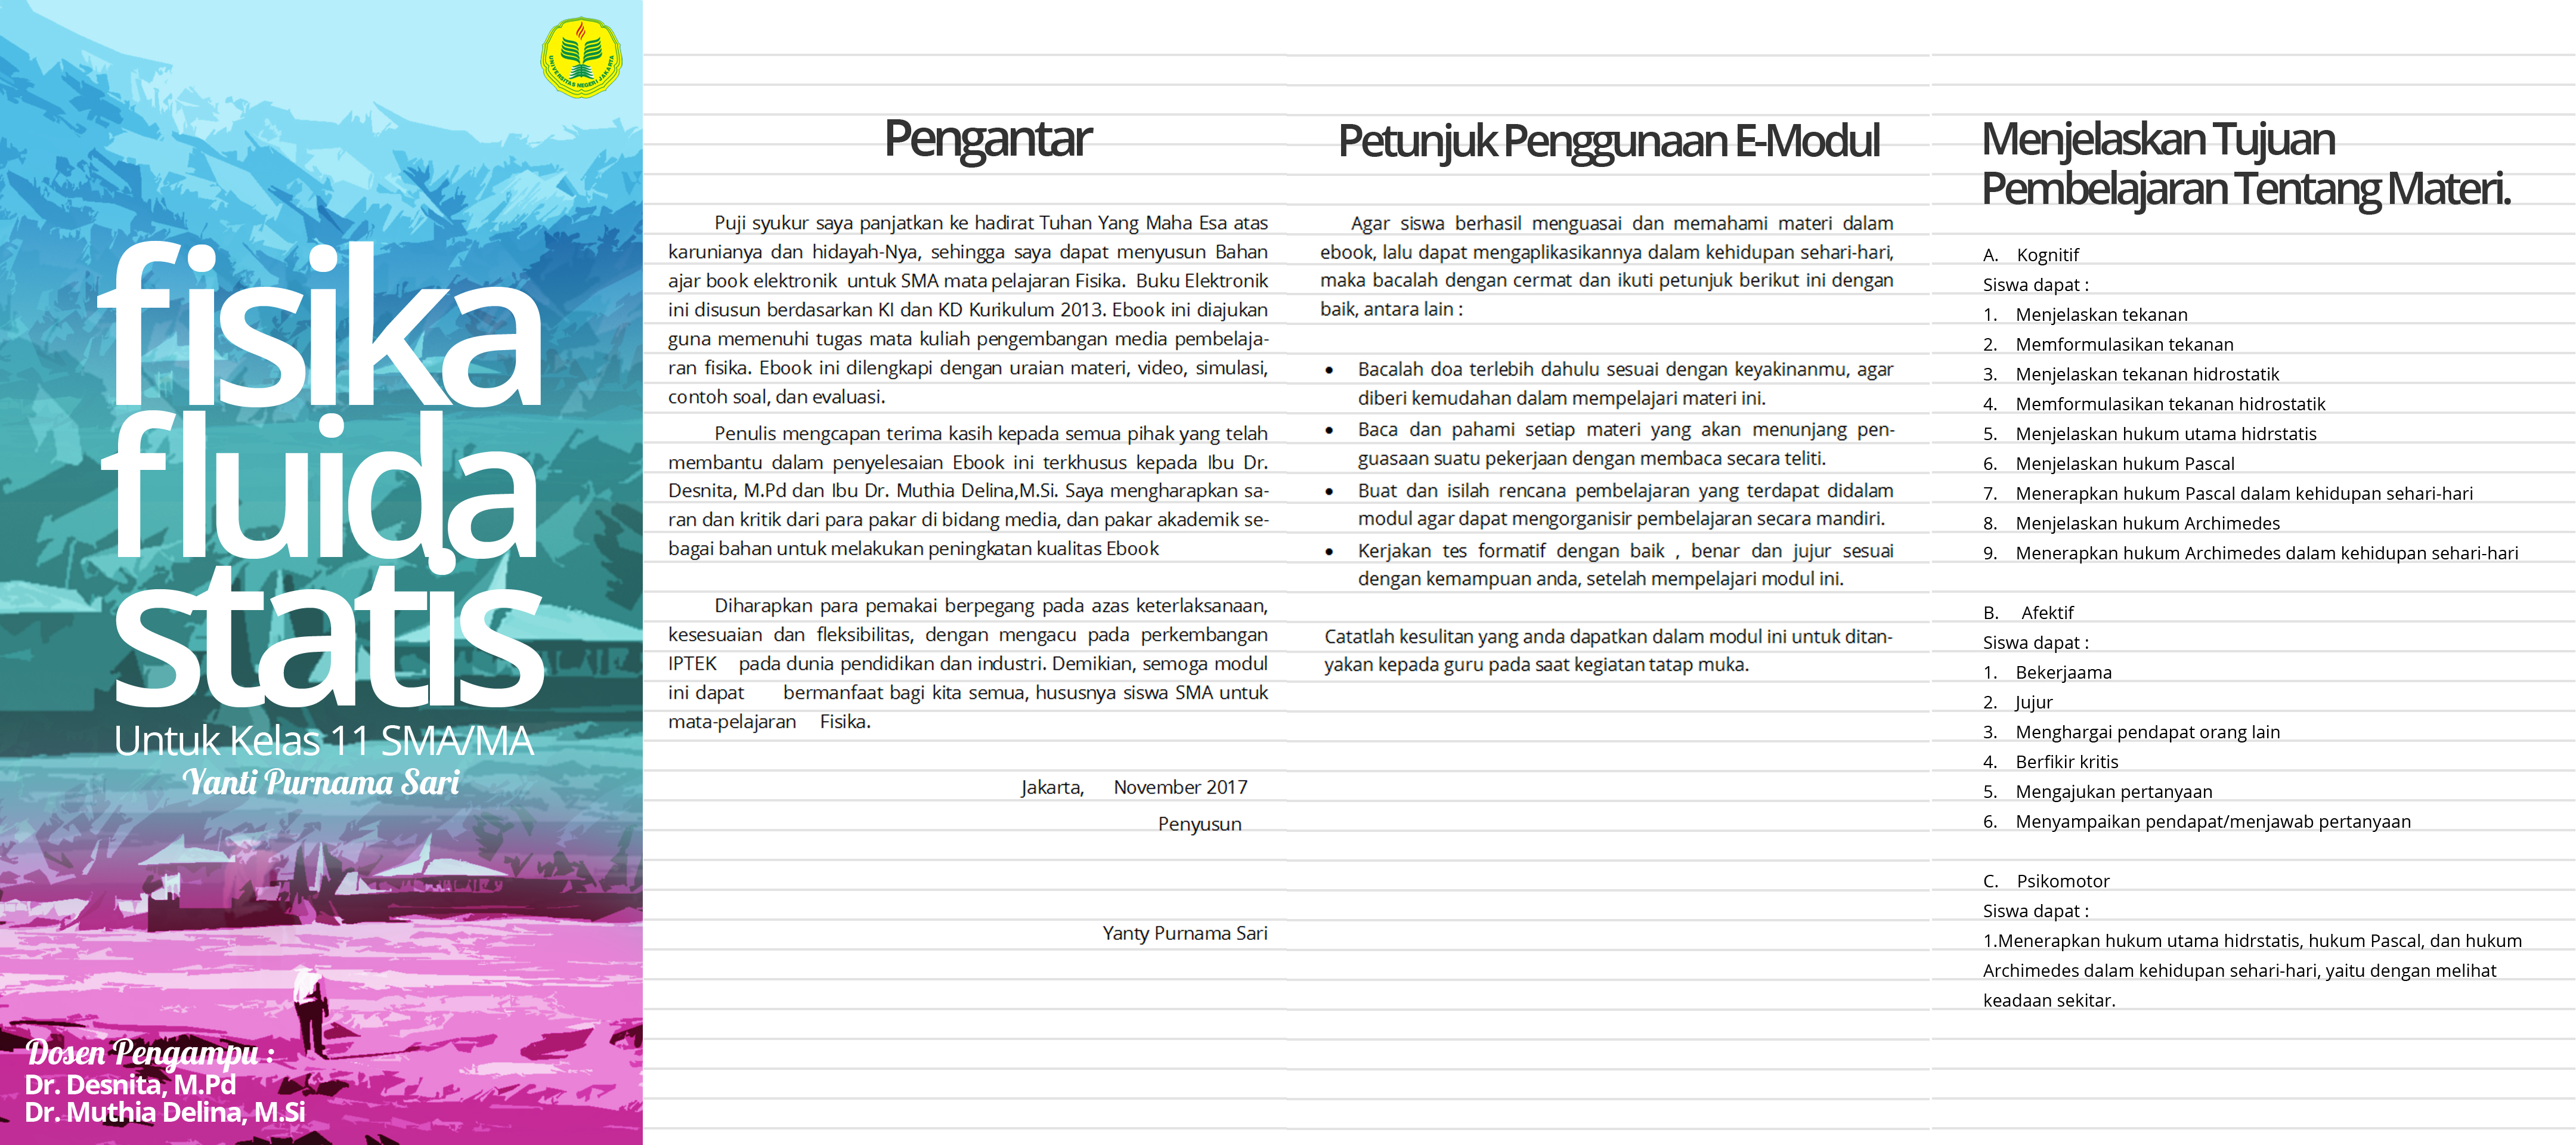 UNIVERSITAS NEGERI JAKARTA
fisika
fluida
statis
Untuk Kelas 11 SMA/MA
Yanti Purnama Sari
Dosen Pengampu :
Dr. Desnita, M.Pd
Dr. Muthia Delina, M.Si
Pengantar
Puji syukur saya panjatkan ke hadirat Tuhan Yang Maha Esa atas
karunianya dan hidayah-Nya, sehingga saya dapat menyusun Bahan
ajar book elektronik untuk SMA mata pelajaran Fisika. Buku Elektronik
ini disusun berdasarkan KI dan KD Kurikulum 2013. Ebook ini diajukan
guna memenuhi tugas mata kuliah pengembangan media pembelaja-
ran fisika. Ebook ini dilengkapi dengan uraian materi, video, simulasi,
contoh soal, dan evaluasi.
Penulis mengcapan terima kasih kepada semua pihak yang telah
membantu dalam penyelesaian Ebook ini terkhusus kepada Ibu Dr.
Desnita, M.Pd dan Ibu Dr. Muthia Delina,M.Si. Saya mengharapkan sa-
ran dan kritik dari para pakar di bidang media, dan pakar akademik se-
bagai bahan untuk melakukan peningkatan kualitas Ebook
Diharapkan para pemakai berpegang pada azas keterlaksanaan,
kesesuaian dan fleksibilitas, dengan mengacu pada perkembangan
IPTEK pada dunia pendidikan dan industri. Demikian, semoga modul
ini dapat bermanfaat bagi kita semua, hususnya siswa SMA untuk
mata-pelajaran Fisika.
Jakarta, November 2017
Penyusun
Yanty Purnama Sari
Petunjuk Penggunaan E-Modul
Agar siswa berhasil menguasai dan memahami materi dalam
ebook, lalu dapat mengaplikasikannya dalam kehidupan sehari-hari,
maka bacalah dengan cermat dan ikuti petunjuk berikut ini dengan
baik, antara lain :
• Bacalah doa terlebih dahulu sesuai dengan keyakinanmu, agar
diberi kemudahan dalam mempelajari materi ini.
• Baca dan pahami setiap materi yang akan menunjang pen-
guasaan suatu pekerjaan dengan membaca secara teliti.
• Buat dan isilah rencana pembelajaran yang terdapat didalam
modul agar dapat mengorganisir pembelajaran secara mandiri.
• Kerjakan tes formatif dengan baik , benar dan jujur sesuai
dengan kemampuan anda, setelah mempelajari modul ini.
Catatlah kesulitan yang anda dapatkan dalam modul ini untuk ditan-
yakan kepada guru pada saat kegiatan tatap muka.
Menjelaskan Tujuan
Pembelajaran Tentang Materi.
A. Kognitif
Siswa dapat :
1. Menjelaskan tekanan
2. Memformulasikan tekanan
3. Menjelaskan tekanan hidrostatik
4. Memformulasikan tekanan hidrostatik
5. Menjelaskan hukum utama hidrstatis
6. Menjelaskan hukum Pascal
7. Menerapkan hukum Pascal dalam kehidupan sehari-hari
8. Menjelaskan hukum Archimedes
9. Menerapkan hukum Archimedes dalam kehidupan sehari-hari
B. Afektif
Siswa dapat :
1. Bekerjaama
2. Jujur
3. Menghargai pendapat orang lain
4. Berfikir kritis
5. Mengajukan pertanyaan
6. Menyampaikan pendapat/menjawab pertanyaan
C. Psikomotor
Siswa dapat :
1.Menerapkan hukum utama hidrstatis, hukum Pascal, dan hukum
Archimedes dalam kehidupan sehari-hari, yaitu dengan melihat
keadaan sekitar.